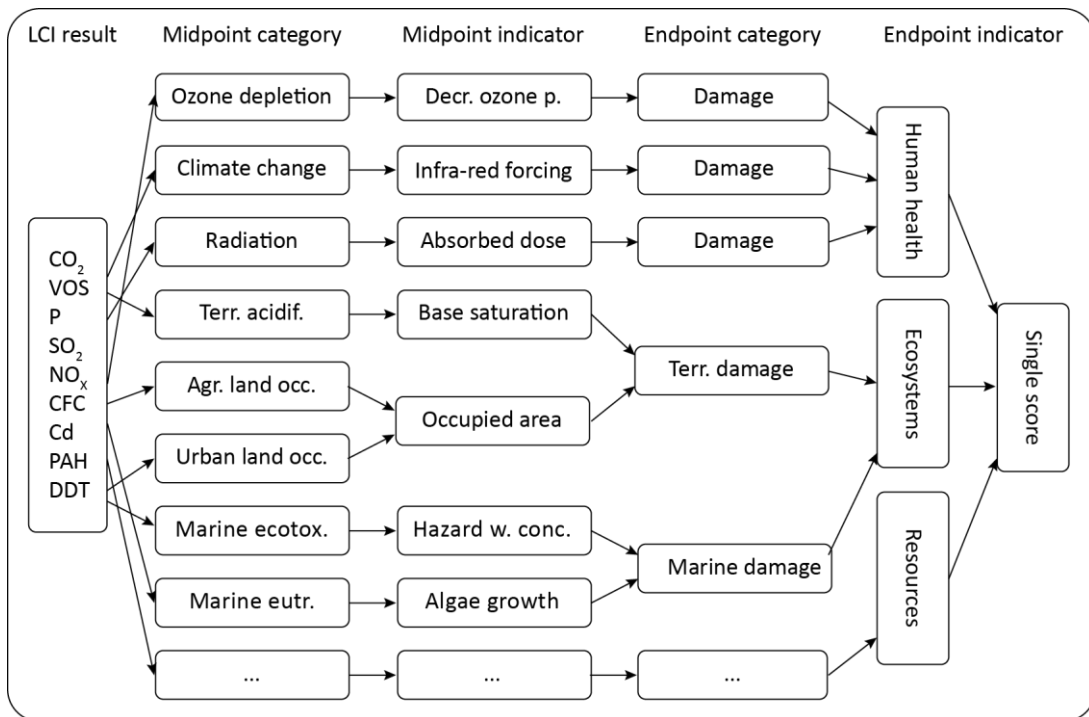 LCI result
Midpoint category
Midpoint indicator
Endpoint category
Endpoint indicator
Ozone depletion
Decr. ozone p.
Damage
Climate change
Infra-red forcing
Damage
Radiation
Absorbed dose
Damage
Human health
CO₂
VOS
P
SO₂
NOₓ
CFC
Cd
PAH
DDT
Terr. acidif.
Base saturation
Agr. land occ.
Urban land occ.
Occupied area
Terr. damage
Ecosystems
Single score
Marine ecotox.
Hazard w. conc.
Marine eutr.
Algae growth
Marine damage
Resources
...
...
...